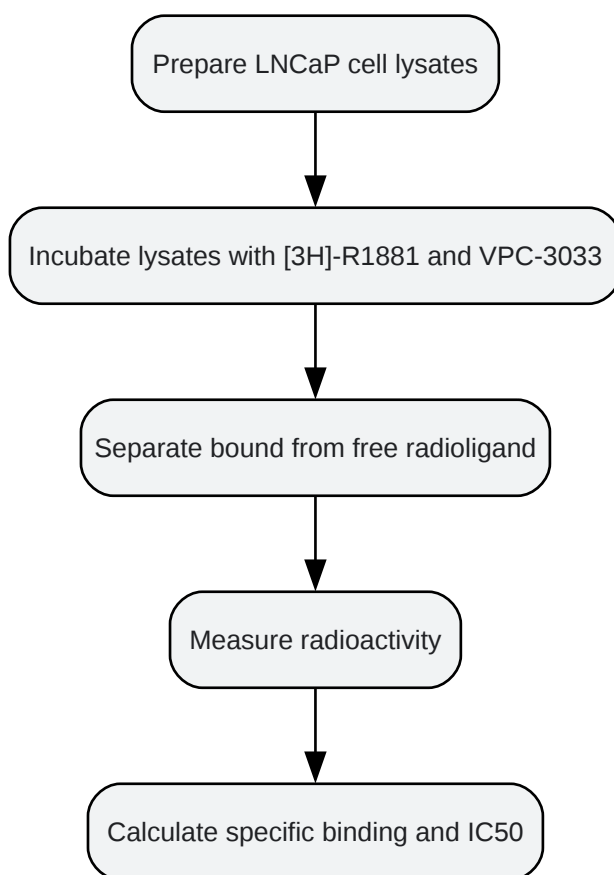 Prepare LNCaP cell lysates
Incubate lysates with [3H]-R1881 and VPC-3033
Separate bound from free radioligand
Measure radioactivity
Calculate specific binding and IC50